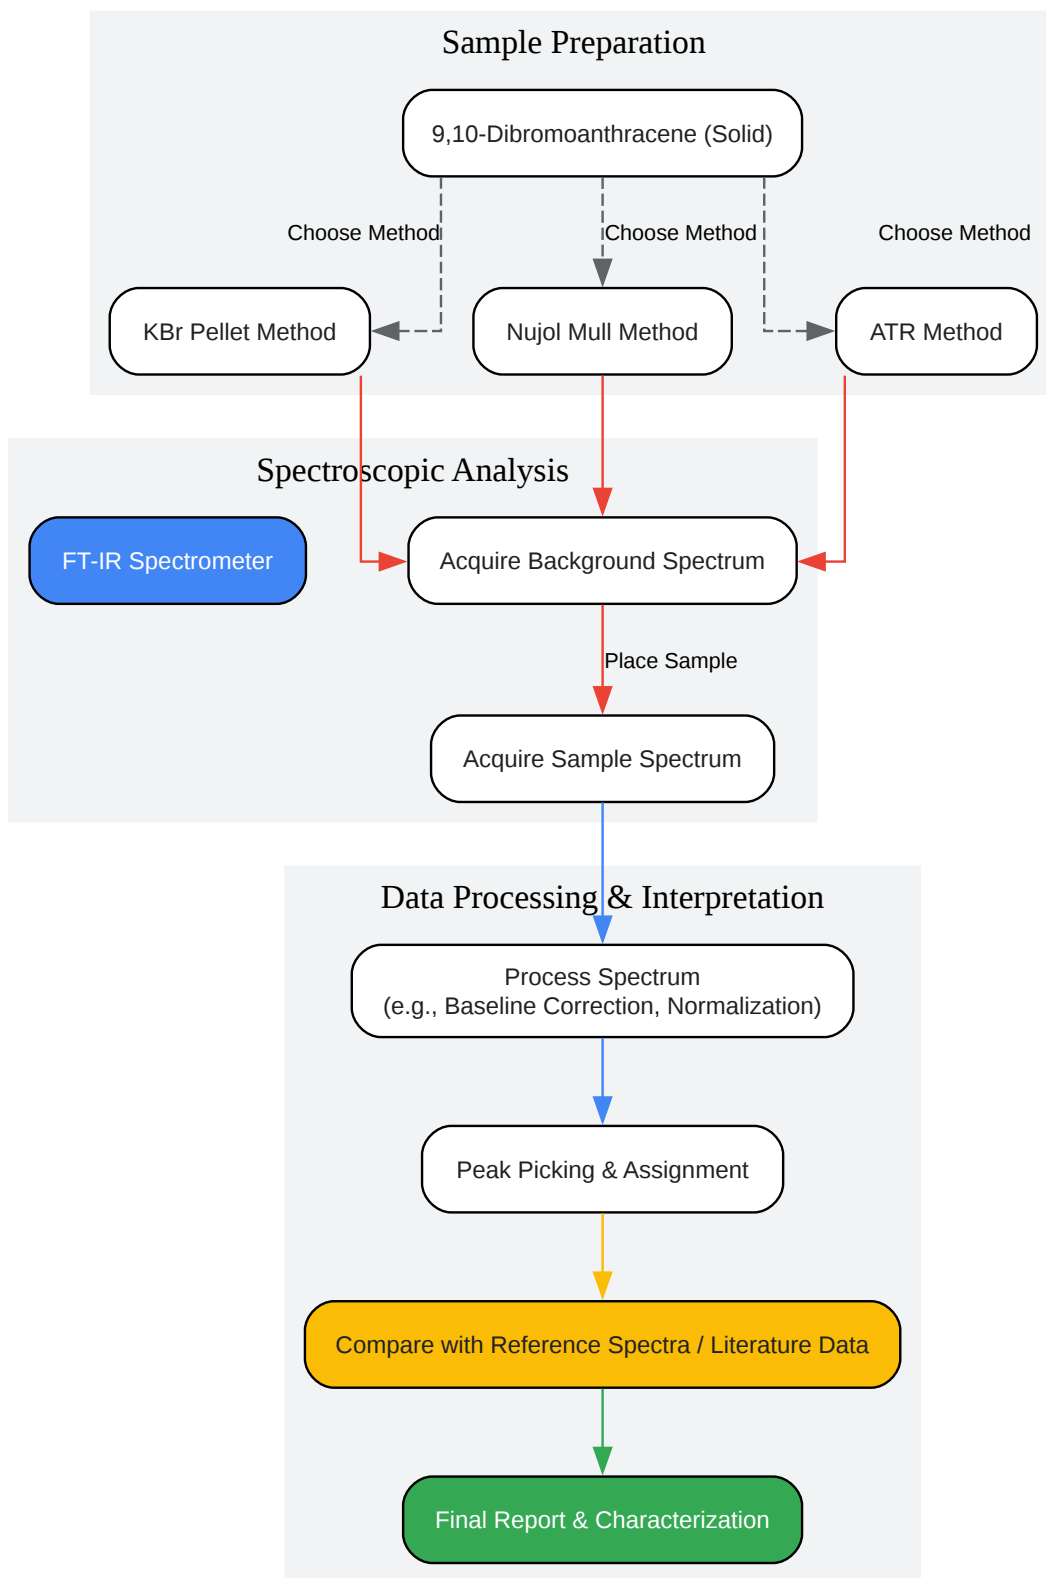 Sample Preparation
9,10-Dibromoanthracene (Solid)
Choose Method
Choose Method
Choose Method
KBr Pellet Method
Nujol Mull Method
ATR Method
Spectroscopic Analysis
FT-IR Spectrometer
Acquire Background Spectrum
Place Sample
Acquire Sample Spectrum
Data Processing & Interpretation
Process Spectrum
(e.g., Baseline Correction, Normalization)
Peak Picking & Assignment
Compare with Reference Spectra / Literature Data
Final Report & Characterization